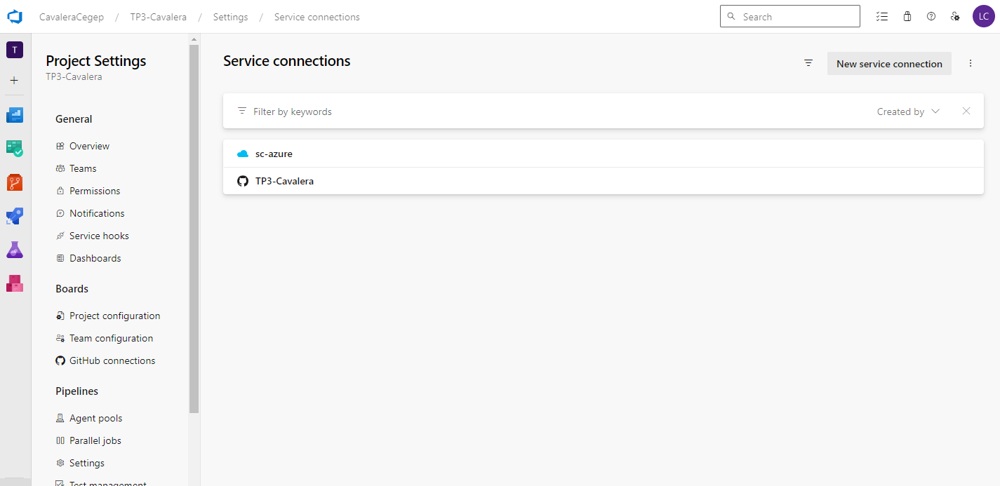 CavaleraCegep / TP3-Cavalera / Settings / Service connections
Search
LC
T
Project Settings
TP3-Cavalera
General
Overview
Teams
Permissions
Notifications
Service hooks
Dashboards
Boards
Project configuration
Team configuration
GitHub connections
Pipelines
Agent pools
Parallel jobs
Settings
Test management
Service connections
New service connection
Filter by keywords
Created by
sc-azure
TP3-Cavalera